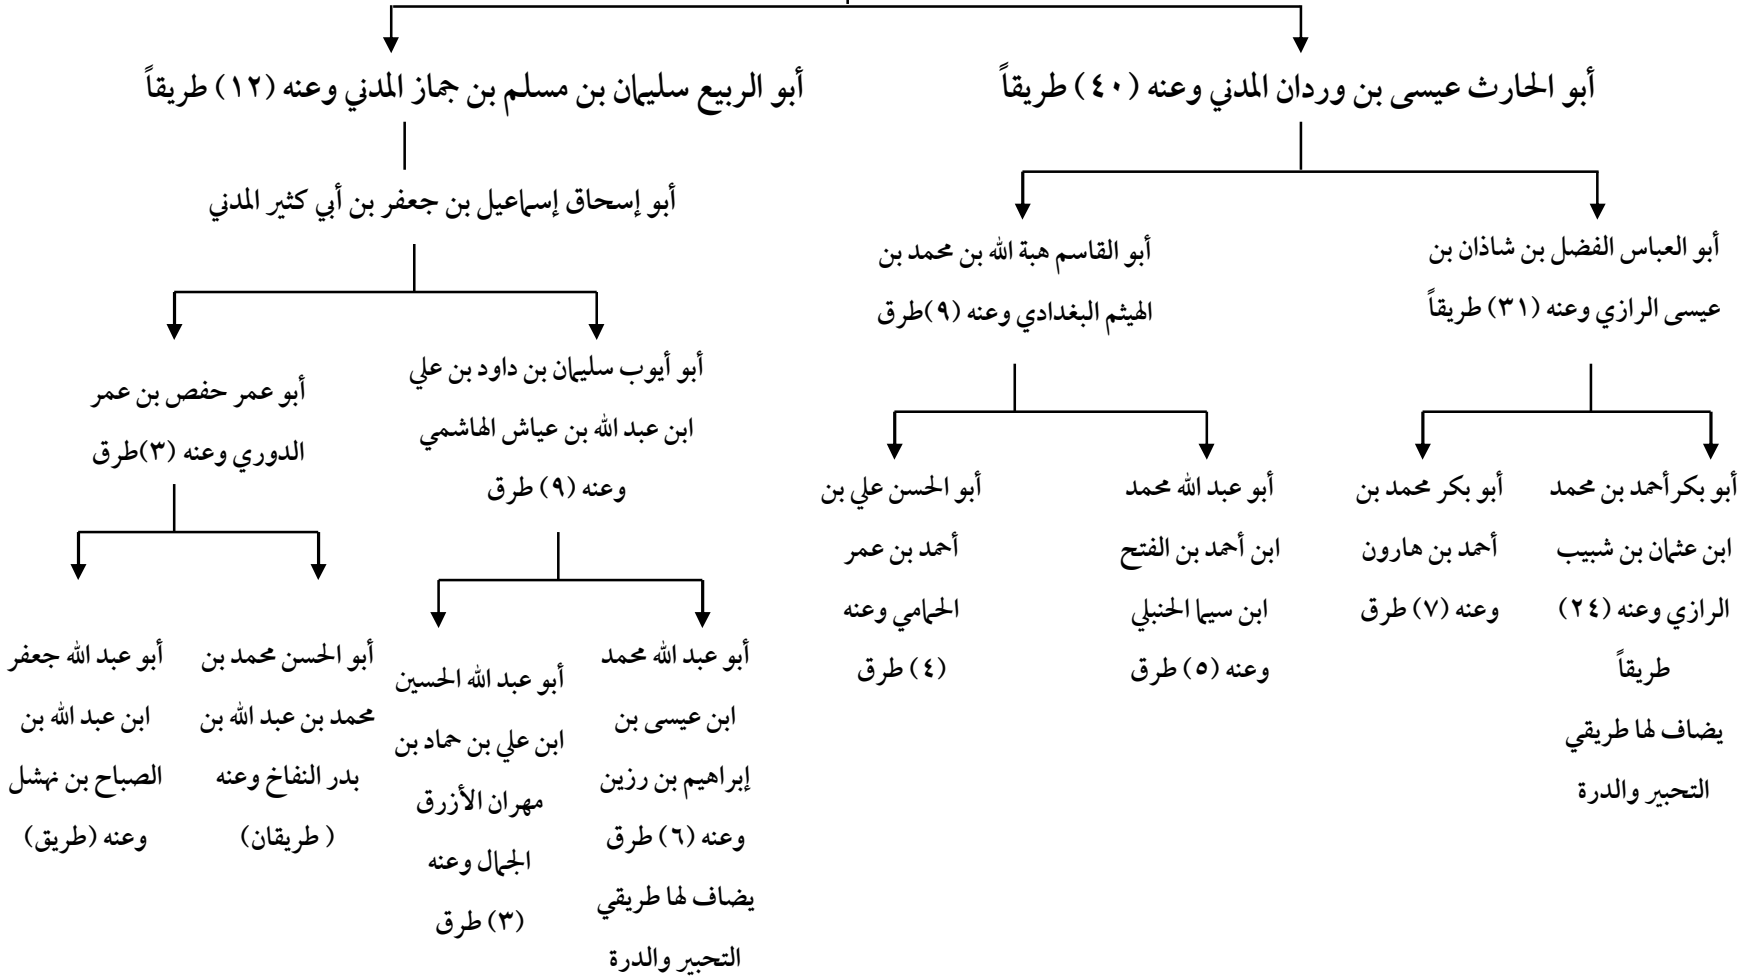 أبو الحارث عيسى بن وردان المدني وعنه (٤٠) طريقاً
أبو الربيع سليمان بن مسلم بن جماز المدني وعنه (١٢) طريقاً
أبو العباس الفضل بن شاذان بن
عيسى الرازي وعنه (٣١) طريقاً
أبو القاسم هبة الله بن محمد بن
الهيثم البغدادي وعنه (٩)طرق
أبو إسحاق إسماعيل بن جعفر بن أبي كثير المدني
أبو بكرأحمد بن محمد
ابن عثمان بن شبيب
الرازي وعنه (٢٤)
طريقاً
يضاف لها طريقي
التحبير والدرة
أبو بكر محمد بن
أحمد بن هارون
وعنه (٧) طرق
أبو عبد الله محمد
ابن أحمد بن الفتح
ابن سيما الحنبلي
وعنه (٥) طرق
أبو الحسن علي بن
أحمد بن عمر
الحمامي وعنه
(٤) طرق
أبو أيوب سليمان بن داود بن علي
ابن عبد الله بن عياش الهاشمي
وعنه (٩) طرق
أبو عمر حفص بن عمر
الدوري وعنه (٣)طرق
أبو عبد الله محمد
ابن عيسى بن
إبراهيم بن رزين
وعنه (٦) طرق
يضاف لها طريقي
التحبير والدرة
أبو عبد الله الحسين
ابن علي بن حماد بن
مهران الأزرق
الجمال وعنه
(٣) طرق
أبو الحسن محمد بن
محمد بن عبد الله بن
بدر النفاخ وعنه
( طريقان)
أبو عبد الله جعفر
ابن عبد الله بن
الصباح بن نهشل
وعنه (طريق)